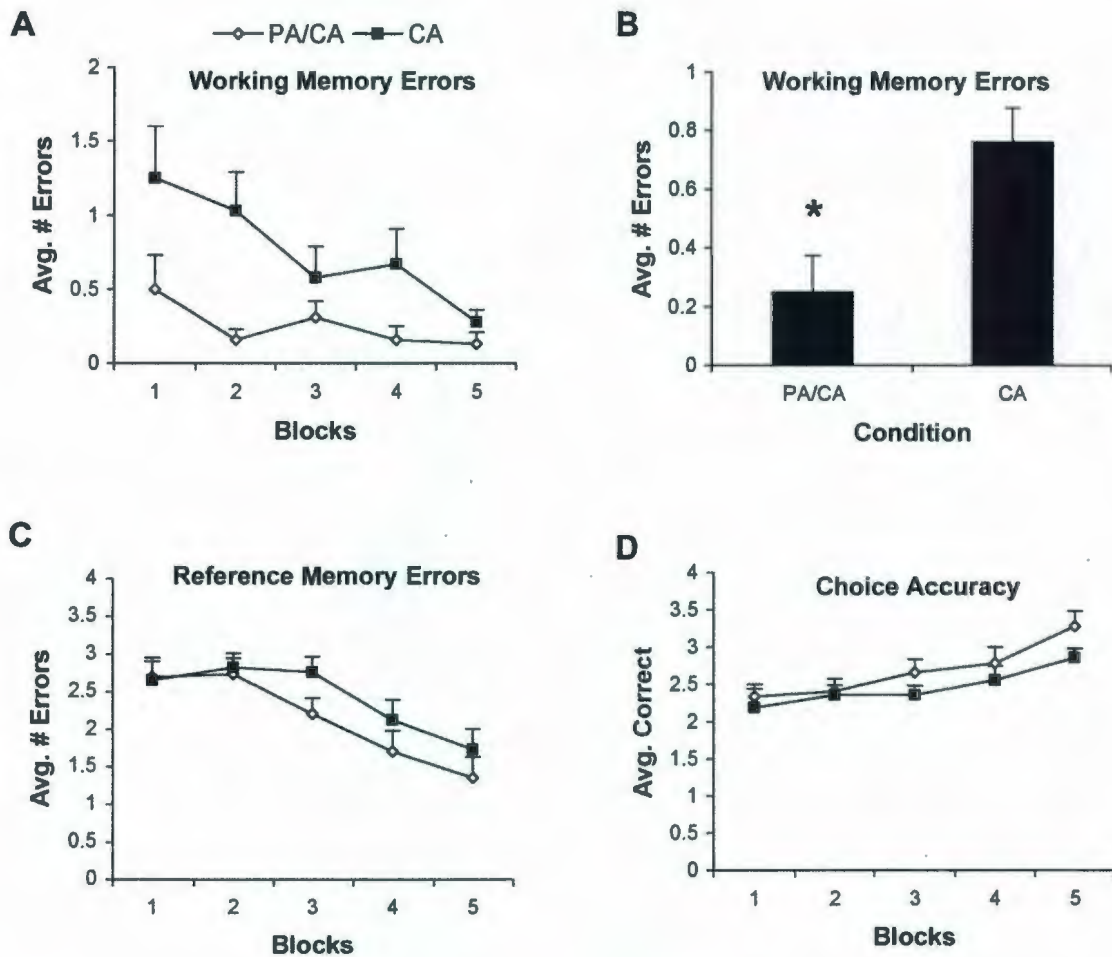 A
PA/CA CA
Working Memory Errors
2
1.5
1
0.5
0
Avg. # Errors
1 2 3 4 5
Blocks
B
Working Memory Errors
1
0.8
0.6
0.4
0.2
0
Avg. # Errors
*
PA/CA CA
Condition
C
Reference Memory Errors
4
3.5
3
2.5
2
1.5
1
0.5
0
Avg. # Errors
1 2 3 4 5
Blocks
D
Choice Accuracy
4
3.5
3
2.5
2
1.5
1
0.5
0
Avg. Correct
1 2 3 4 5
Blocks